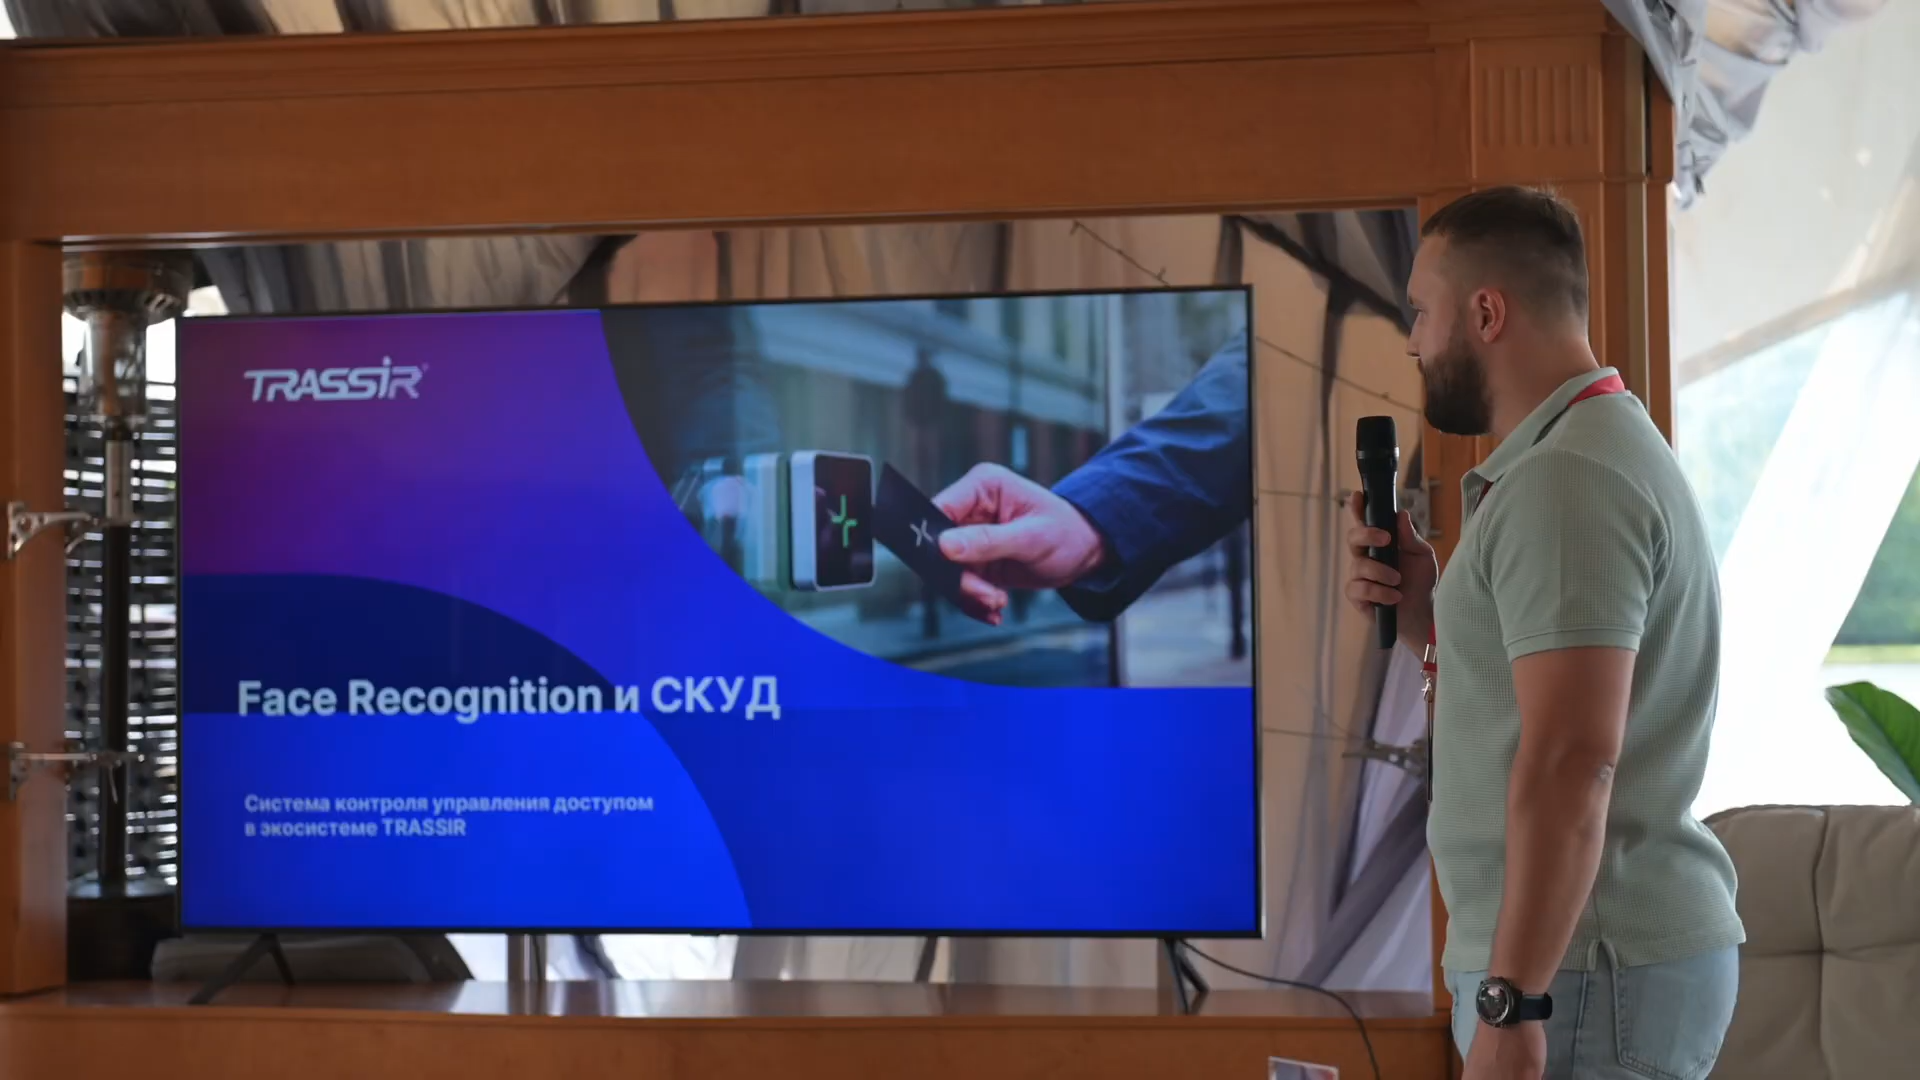 TRASSIR
Face Recognition и СКУД
Система контроля управления доступом
в экосистеме TRASSIR